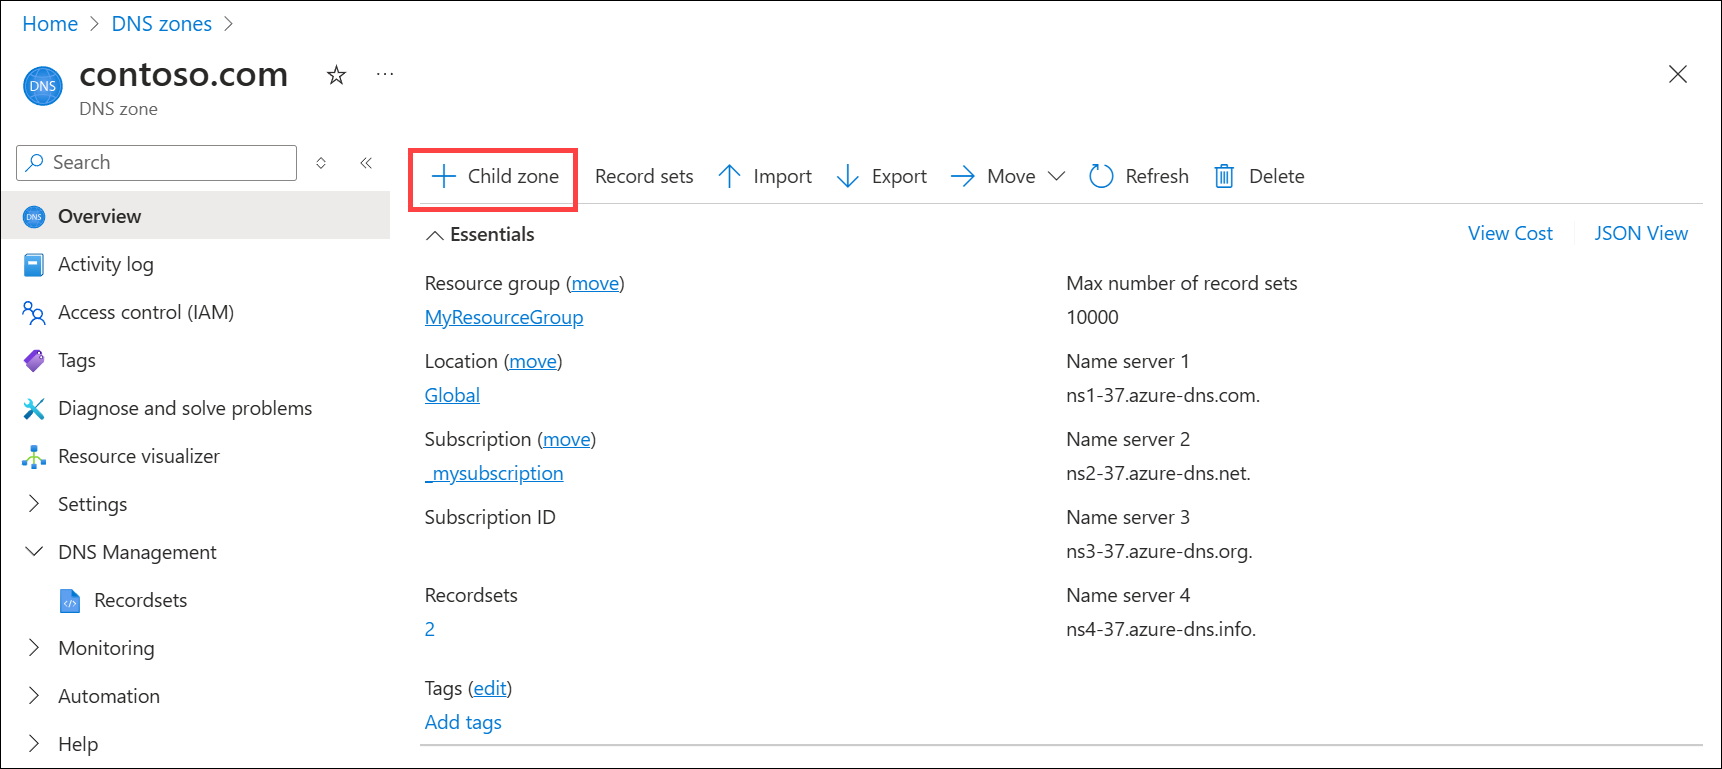 Home > DNS zones >
DNS
contoso.com
DNS zone
Search
Child zone Record sets Import Export Move Refresh Delete
DNS Overview
Activity log
Access control (IAM)
Tags
Diagnose and solve problems
Resource visualizer
Settings
DNS Management
Recordsets
Monitoring
Automation
Help
Essentials
View Cost JSON View
Resource group (move)
MyResourceGroup
Location (move)
Global
Subscription (move)
_mysubscription
Subscription ID
Recordsets
2
Tags (edit)
Add tags
Max number of record sets
10000
Name server 1
ns1-37.azure-dns.com.
Name server 2
ns2-37.azure-dns.net.
Name server 3
ns3-37.azure-dns.org.
Name server 4
ns4-37.azure-dns.info.